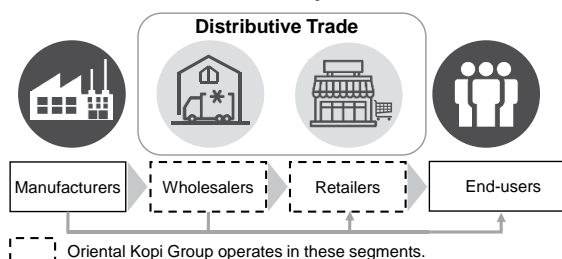 Distributive Trade
Manufacturers
Wholesalers
Retailers
End-users
Oriental Kopi Group operates in these segments.